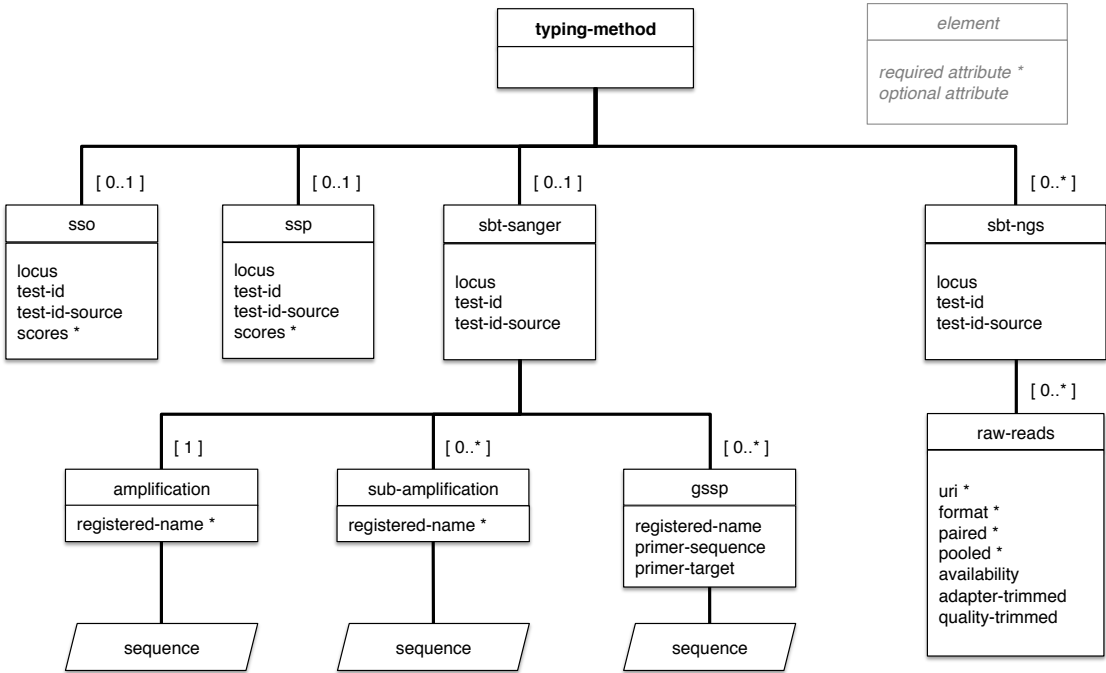 typing-method
element
required attribute *
optional attribute
[ 0..1 ]
[ 0..1 ]
[ 0..1 ]
[ 0..* ]
sso
locus
test-id
test-id-source
scores *
ssp
locus
test-id
test-id-source
scores *
sbt-sanger
locus
test-id
test-id-source
sbt-ngs
locus
test-id
test-id-source
[ 1 ]
[ 0..* ]
[ 0..* ]
[ 0..* ]
amplification
registered-name *
sub-amplification
registered-name *
gssp
registered-name
primer-sequence
primer-target
raw-reads
uri *
format *
paired *
pooled *
availability
adapter-trimmed
quality-trimmed
sequence
sequence
sequence